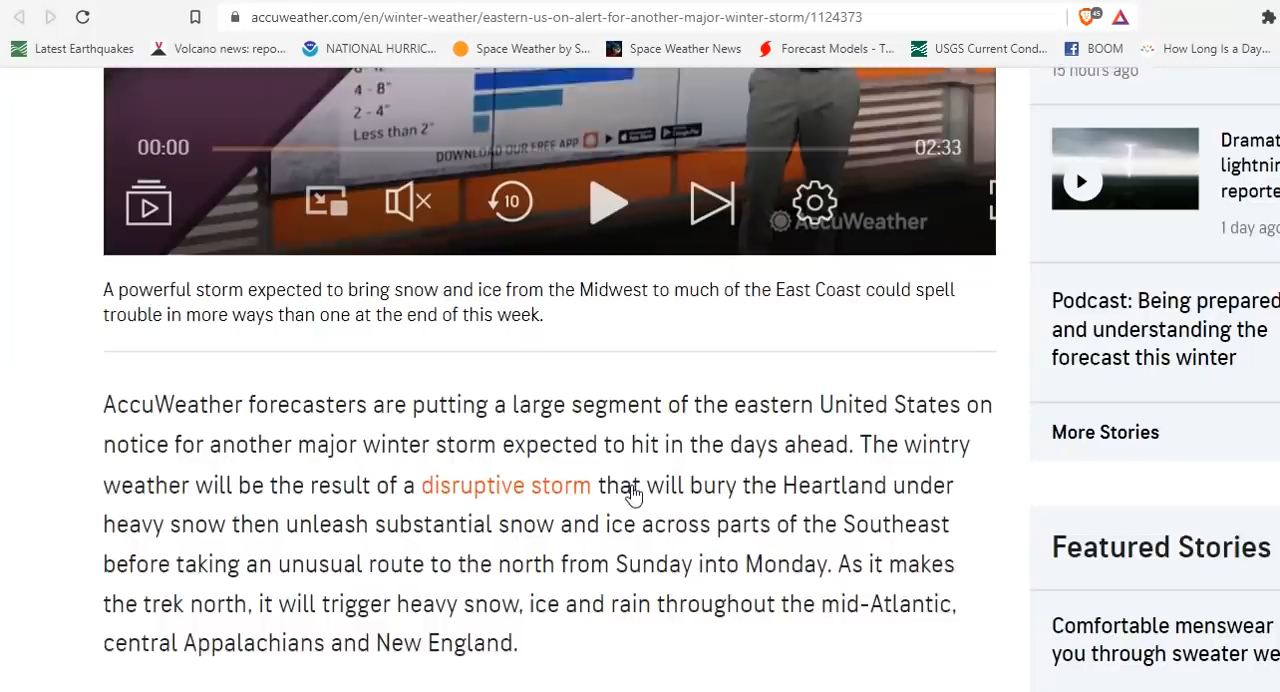 accuweather.com/en/winter-weather/eastern-us-on-alert-for-another-major-winter-storm/1124373
45
Latest Earthquakes
Volcano news: repo...
NATIONAL HURRIC...
Space Weather by S...
Space Weather News
Forecast Models - T...
USGS Current Cond...
BOOM
How Long Is a Day...
4 - 8"
2 - 4"
Less than 2"
DOWNLOAD OUR FREE APP
00:00
02:33
10
AccuWeather
A powerful storm expected to bring snow and ice from the Midwest to much of the East Coast could spell
trouble in more ways than one at the end of this week.
AccuWeather forecasters are putting a large segment of the eastern United States on
notice for another major winter storm expected to hit in the days ahead. The wintry
weather will be the result of a disruptive storm that will bury the Heartland under
heavy snow then unleash substantial snow and ice across parts of the Southeast
before taking an unusual route to the north from Sunday into Monday. As it makes
the trek north, it will trigger heavy snow, ice and rain throughout the mid-Atlantic,
central Appalachians and New England.
15 hours ago
Dramat
lightnin
reporte
1 day ago
Podcast: Being prepared
and understanding the
forecast this winter
More Stories
Featured Stories
Comfortable menswear
you through sweater we